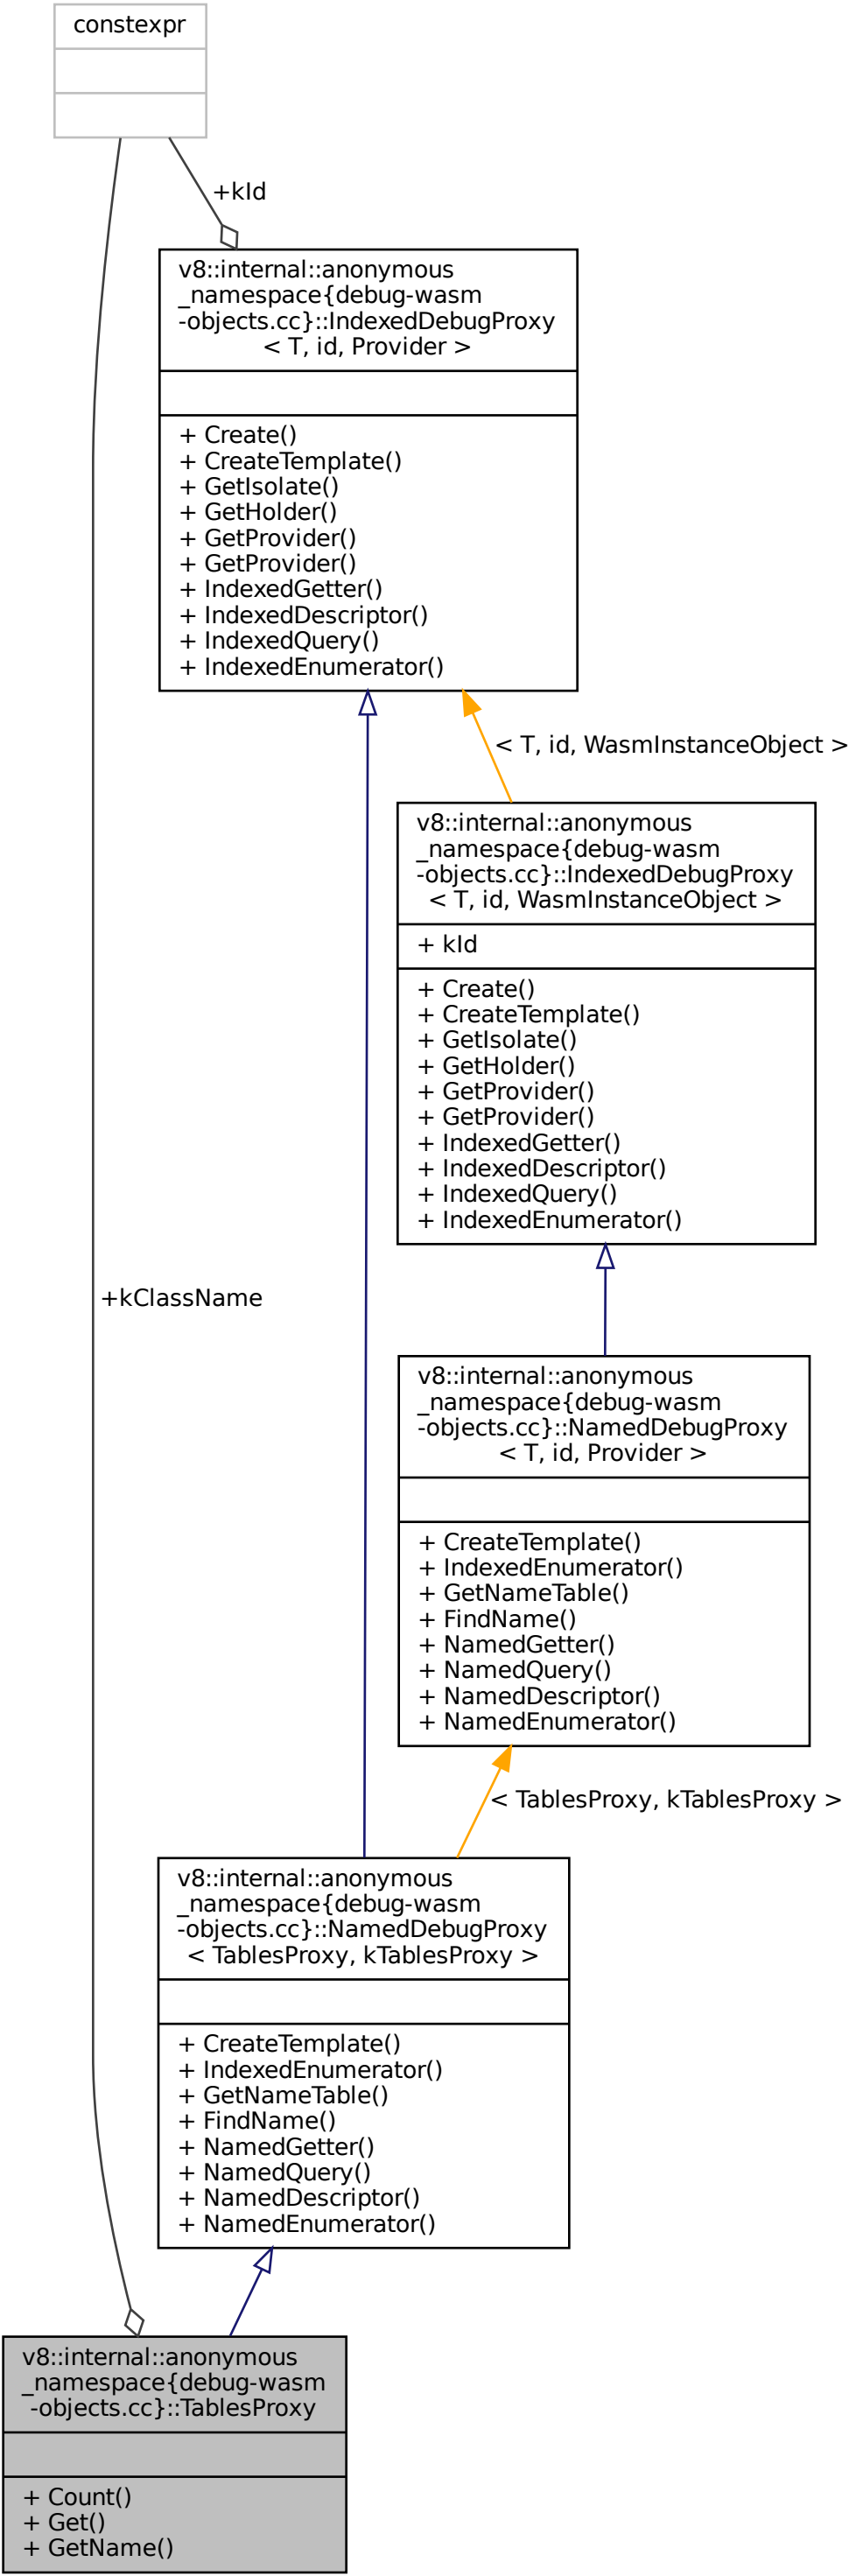 constexpr
+kId
v8::internal::anonymous
_namespace{debug-wasm
-objects.cc}::IndexedDebugProxy
< T, id, Provider >
+ Create()
+ CreateTemplate()
+ GetIsolate()
+ GetHolder()
+ GetProvider()
+ GetProvider()
+ IndexedGetter()
+ IndexedDescriptor()
+ IndexedQuery()
+ IndexedEnumerator()
< T, id, WasmInstanceObject >
v8::internal::anonymous
_namespace{debug-wasm
-objects.cc}::IndexedDebugProxy
< T, id, WasmInstanceObject >
+ kId
+ Create()
+ CreateTemplate()
+ GetIsolate()
+ GetHolder()
+ GetProvider()
+ GetProvider()
+ IndexedGetter()
+ IndexedDescriptor()
+ IndexedQuery()
+ IndexedEnumerator()
+kClassName
v8::internal::anonymous
_namespace{debug-wasm
-objects.cc}::NamedDebugProxy
< T, id, Provider >
+ CreateTemplate()
+ IndexedEnumerator()
+ GetNameTable()
+ FindName()
+ NamedGetter()
+ NamedQuery()
+ NamedDescriptor()
+ NamedEnumerator()
< TablesProxy, kTablesProxy >
v8::internal::anonymous
_namespace{debug-wasm
-objects.cc}::NamedDebugProxy
< TablesProxy, kTablesProxy >
+ CreateTemplate()
+ IndexedEnumerator()
+ GetNameTable()
+ FindName()
+ NamedGetter()
+ NamedQuery()
+ NamedDescriptor()
+ NamedEnumerator()
v8::internal::anonymous
_namespace{debug-wasm
-objects.cc}::TablesProxy
+ Count()
+ Get()
+ GetName()